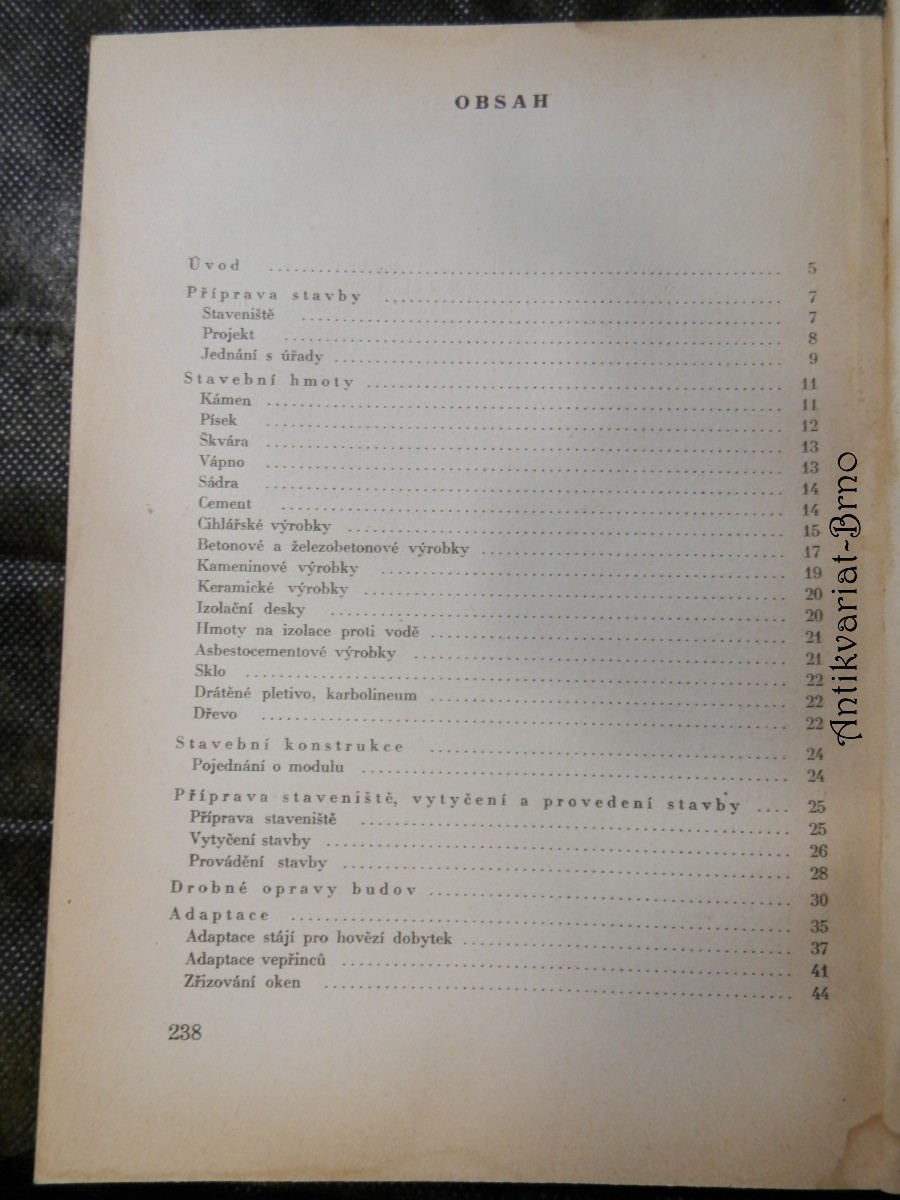 OBSAH
Úvod ........ 5
Příprava stavby ........ 7
Staveniště ........ 7
Projekt ........ 8
Jednání s úřady ........ 9
Stavební hmoty ........ 11
Kámen ........ 11
Písek ........ 12
Skvára ........ 13
Vápno ........ 13
Sádra ........ 14
Cement ........ 14
Cihlářské výrobky ........ 15
Betonové a železobetonové výrobky ........ 17
Kameninové výrobky ........ 19
Keramické výrobky ........ 20
Izolační desky ........ 20
Hmoty na izolace proti vodě ........ 21
Asbestocementové výrobky ........ 21
Sklo ........ 22
Drátěné pletivo, karbolineum ........ 22
Dřevo ........ 22
Stavební konstrukce ........ 24
Pojednání o modulu ........ 24
Příprava staveniště, vytyčení a provedení stavby .... 25
Příprava staveniště ........ 25
Vytyčení stavby ........ 26
Provádění stavby ........ 28
Drobné opravy budov ........ 30
Adaptace ........ 35
Adaptace stájí pro hovězí dobytek ........ 37
Adaptace vepřinců ........ 41
Zřizování oken ........ 44
238
Antikvariat-Brno